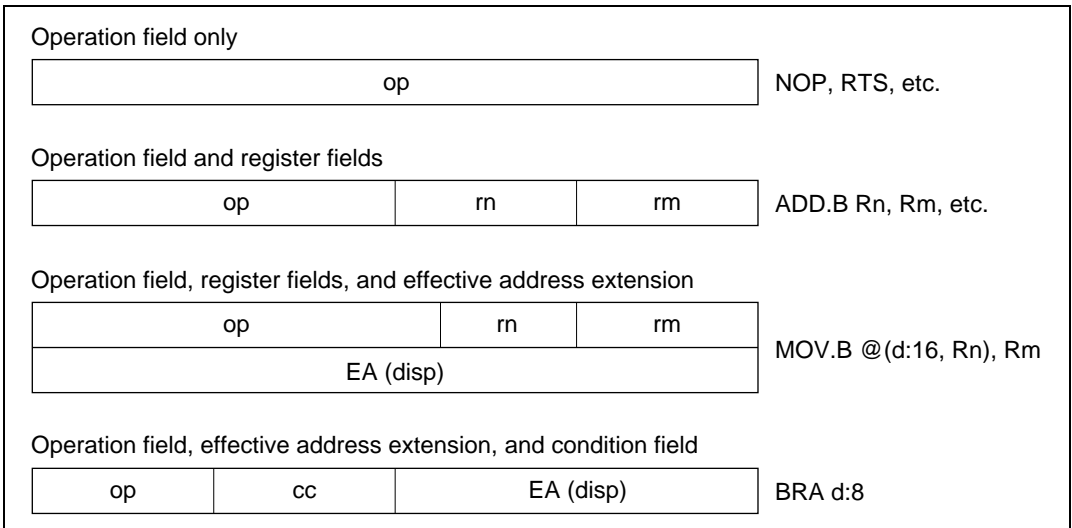 Operation field only
op NOP, RTS, etc.
Operation field and register fields
op rn rm ADD.B Rn, Rm, etc.
Operation field, register fields, and effective address extension
op rn rm
MOV.B @(d:16, Rn), Rm
EA (disp)
Operation field, effective address extension, and condition field
op cc EA (disp) BRA d:8